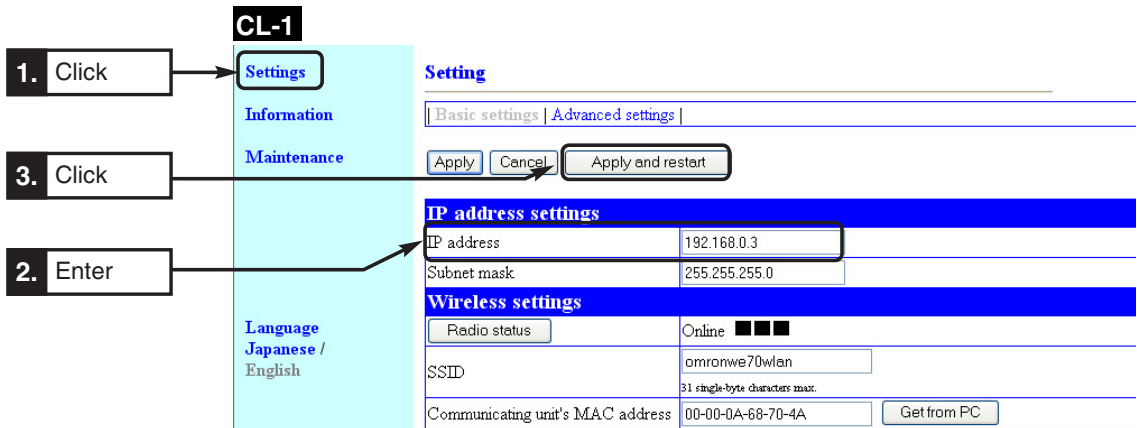 CL-1
1. Click
Settings
Setting
Information
| Basic settings | Advanced settings |
Maintenance
Apply Cancel Apply and restart
3. Click
IP address settings
IP address 192.168.0.3
2. Enter
Subnet mask 255.255.255.0
Wireless settings
Language
Japanese /
English
Radio status Online
SSID omronwe70wlan
31 single-byte characters max.
Communicating unit's MAC address 00-00-0A-68-70-4A Get from PC